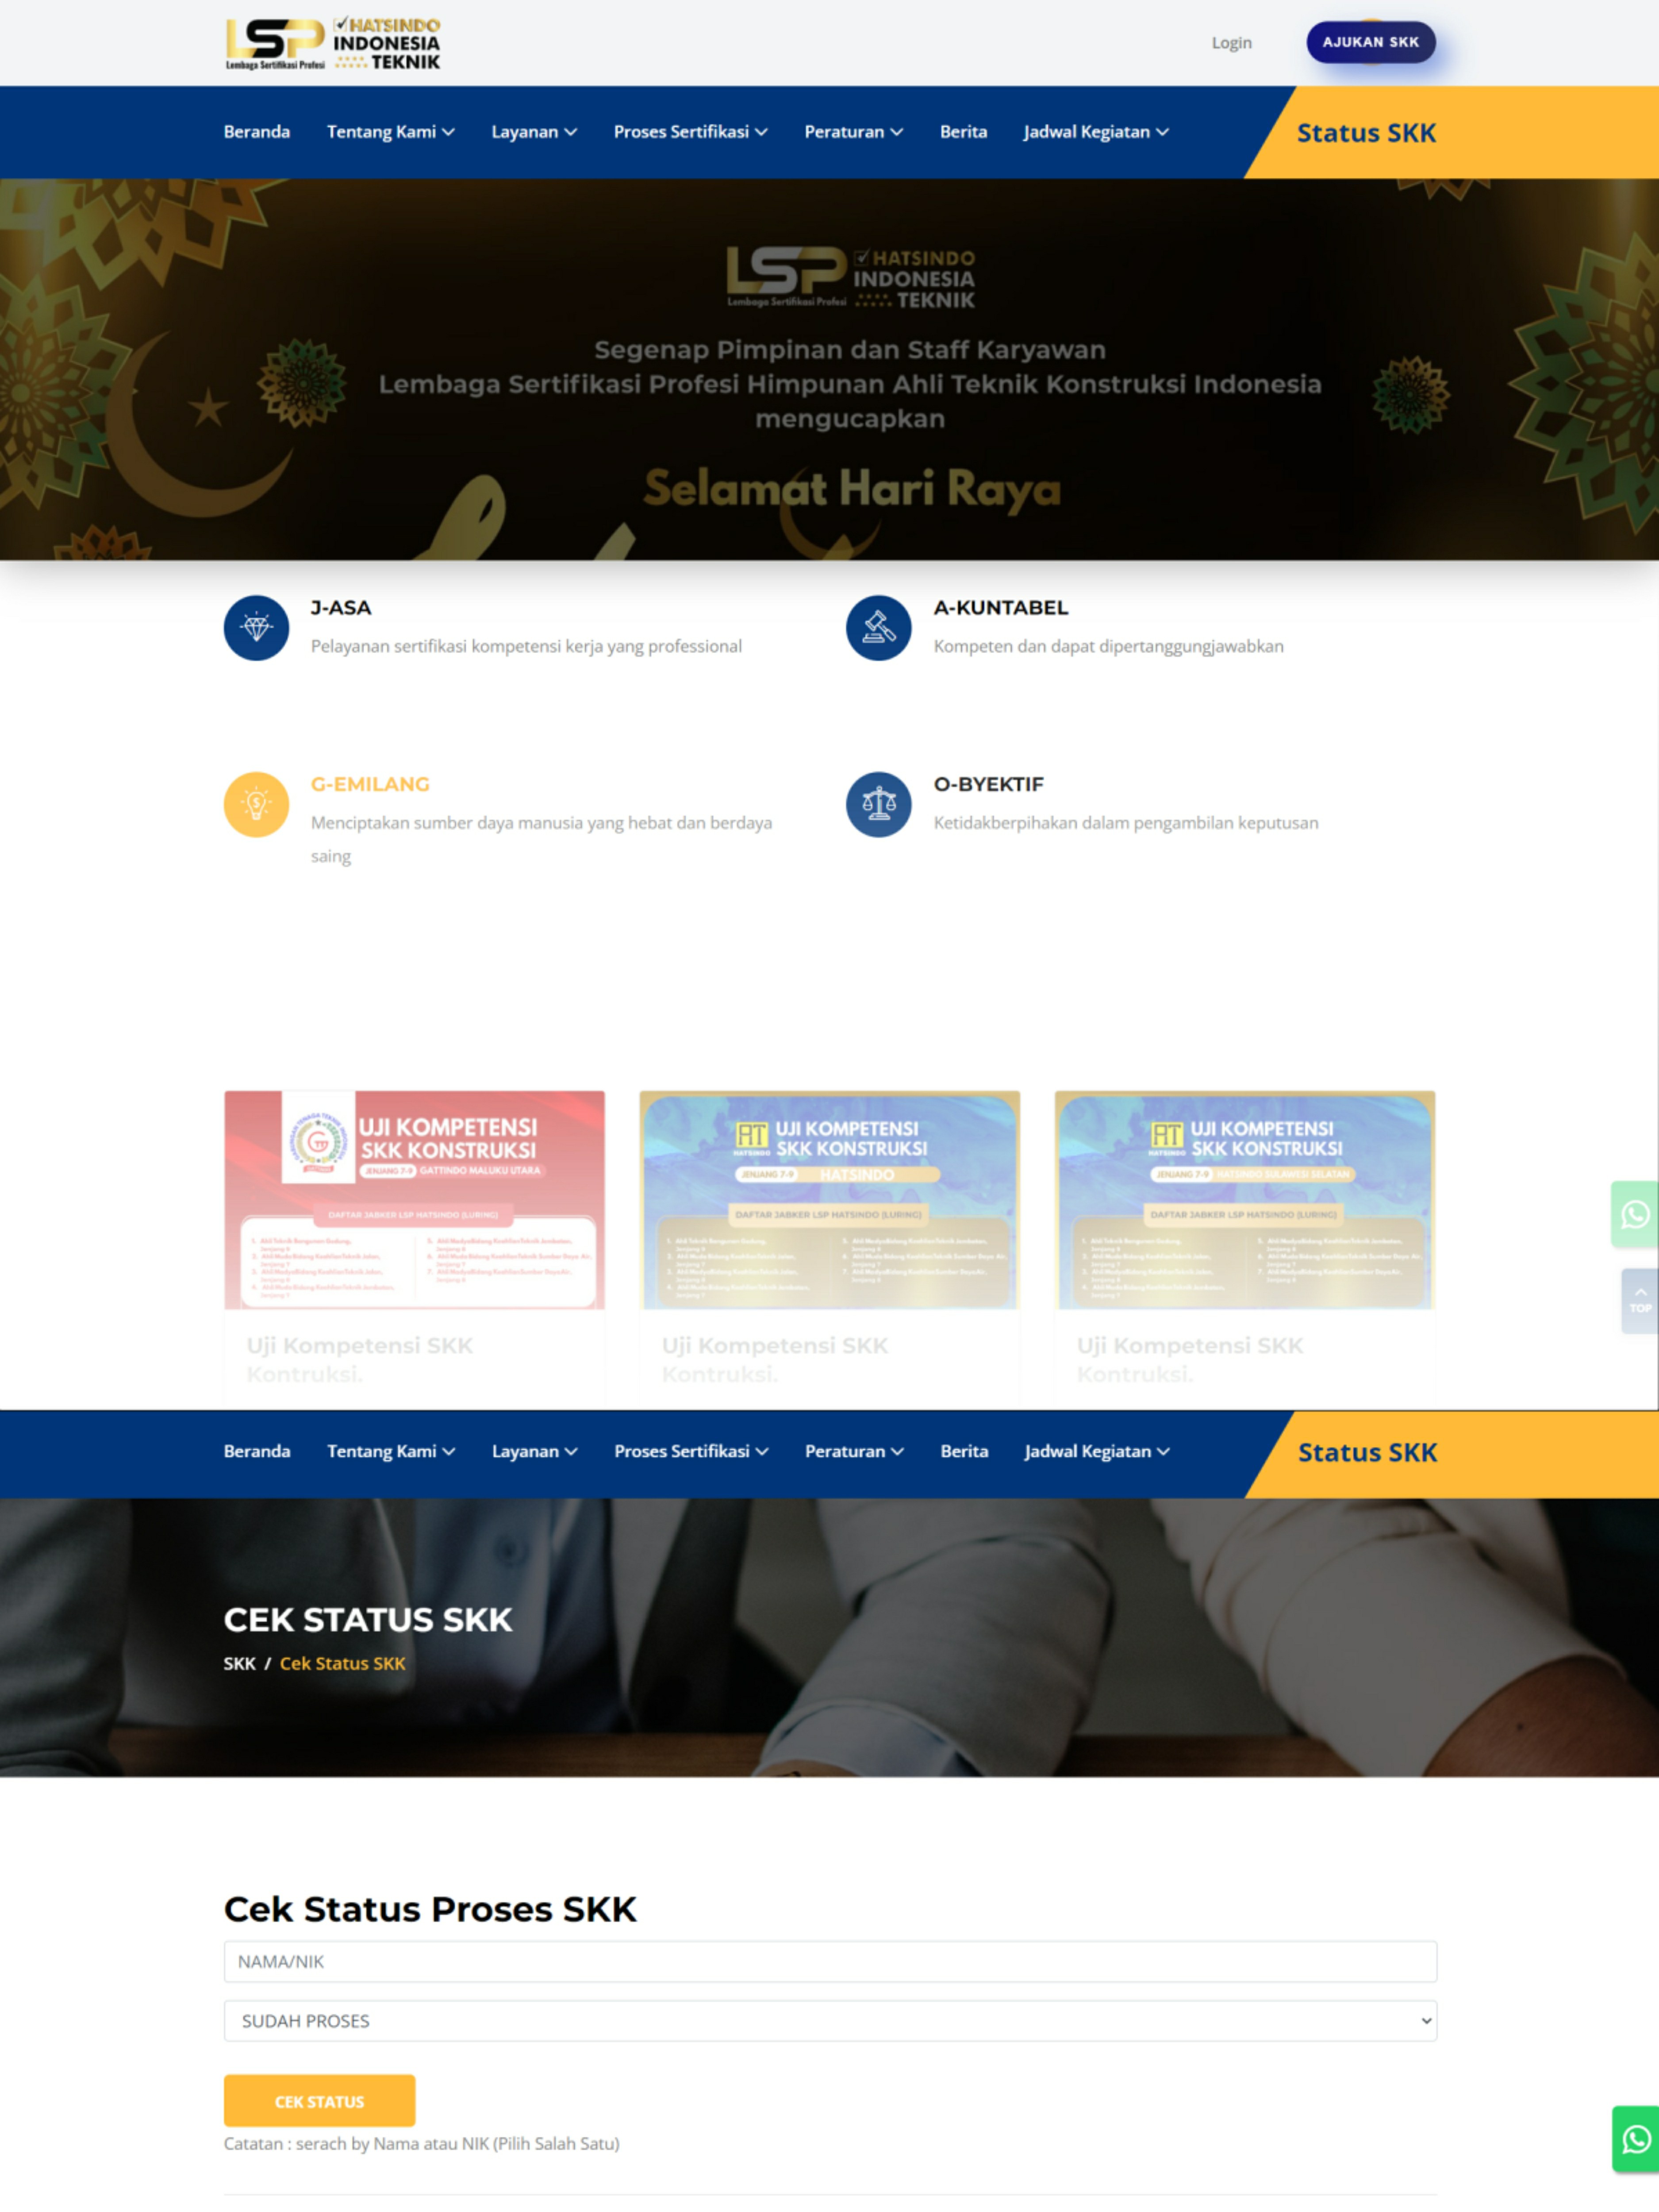 LSP HATSINDO
INDONESIA
Lembaga Sertifikasi Profesi TEKNIK
Login
AJUKAN SKK
Beranda Tentang Kami Layanan Proses Sertifikasi Peraturan Berita Jadwal Kegiatan Status SKK
LSP HATSINDO
INDONESIA
Lembaga Sertifikasi Profesi TEKNIK
Segenap Pimpinan dan Staff Karyawan
Lembaga Sertifikasi Profesi Himpunan Ahli Teknik Konstruksi Indonesia
mengucapkan
Selamat Hari Raya
J-ASA
Pelayanan sertifikasi kompetensi kerja yang professional
A-KUNTABEL
Kompeten dan dapat dipertanggungjawabkan
G-EMILANG
Menciptakan sumber daya manusia yang hebat dan berdaya
saing
O-BYEKTIF
Ketidakberpihakan dalam pengambilan keputusan
UJI KOMPETENSI
SKK KONSTRUKSI
JENJANG 7-9 GATTINDO MALUKU UTARA
DAFTAR JABKER LSP HATSINDO (LURING)
Uji Kompetensi SKK
Kontruksi.
HATSINDO
UJI KOMPETENSI
SKK KONSTRUKSI
JENJANG 7-9 HATSINDO
DAFTAR JABKER LSP HATSINDO (LURING)
Uji Kompetensi SKK
Kontruksi.
HATSINDO
UJI KOMPETENSI
SKK KONSTRUKSI
JENJANG 7-9 HATSINDO SULAWESI SELATAN
DAFTAR JABKER LSP HATSINDO (LURING)
Uji Kompetensi SKK
Kontruksi.
TOP
Beranda Tentang Kami Layanan Proses Sertifikasi Peraturan Berita Jadwal Kegiatan Status SKK
CEK STATUS SKK
SKK / Cek Status SKK
Cek Status Proses SKK
NAMA/NIK
SUDAH PROSES
CEK STATUS
Catatan : serach by Nama atau NIK (Pilih Salah Satu)